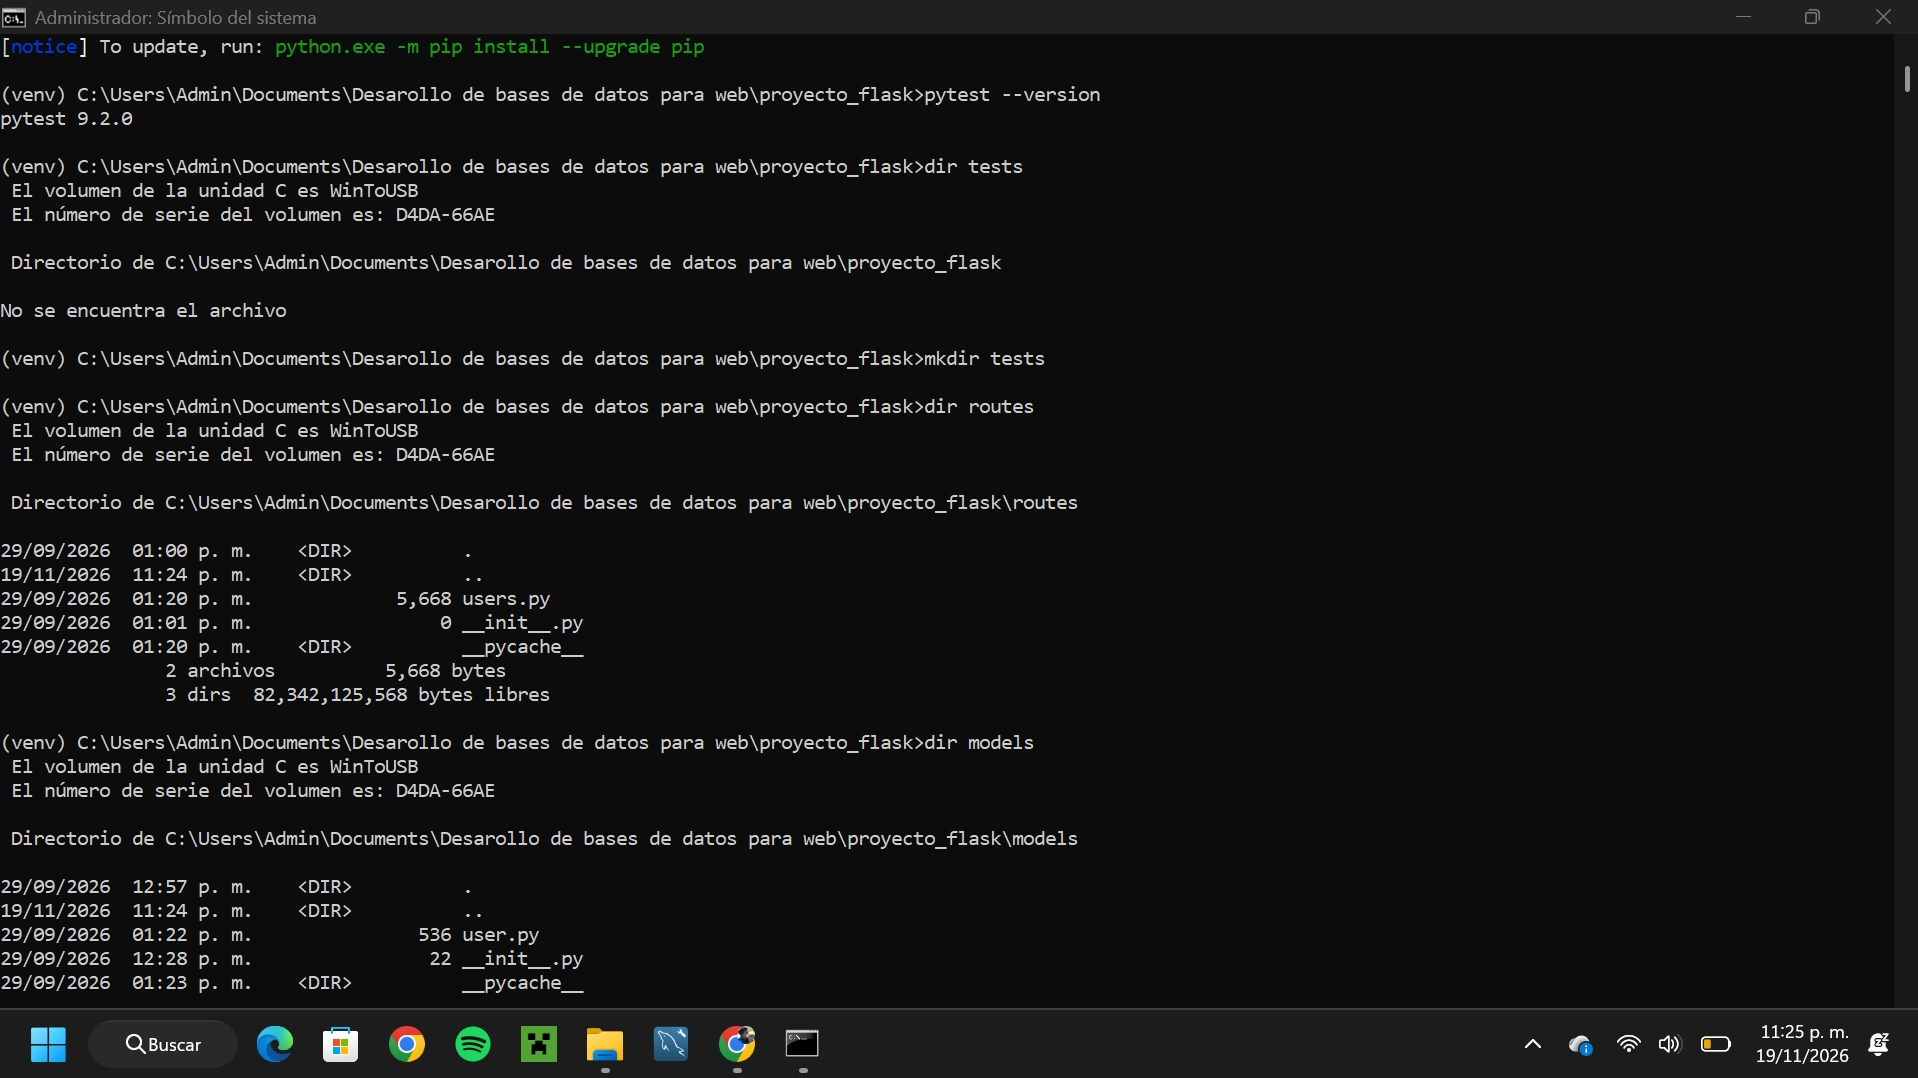 Administrador: Símbolo del sistema
[notice] To update, run: python.exe -m pip install --upgrade pip
(venv) C:\Users\Admin\Documents\Desarollo de bases de datos para web\proyecto_flask>pytest --version
pytest 9.2.0
(venv) C:\Users\Admin\Documents\Desarollo de bases de datos para web\proyecto_flask>dir tests
El volumen de la unidad C es WinToUSB
El número de serie del volumen es: D4DA-66AE
Directorio de C:\Users\Admin\Documents\Desarollo de bases de datos para web\proyecto_flask
No se encuentra el archivo
(venv) C:\Users\Admin\Documents\Desarollo de bases de datos para web\proyecto_flask>mkdir tests
(venv) C:\Users\Admin\Documents\Desarollo de bases de datos para web\proyecto_flask>dir routes
El volumen de la unidad C es WinToUSB
El número de serie del volumen es: D4DA-66AE
Directorio de C:\Users\Admin\Documents\Desarollo de bases de datos para web\proyecto_flask\routes
29/09/2026  01:00 p. m.    <DIR>          .
19/11/2026  11:24 p. m.    <DIR>          ..
29/09/2026  01:20 p. m.             5,668 users.py
29/09/2026  01:01 p. m.                 0 __init__.py
29/09/2026  01:20 p. m.    <DIR>          __pycache__
2 archivos          5,668 bytes
3 dirs  82,342,125,568 bytes libres
(venv) C:\Users\Admin\Documents\Desarollo de bases de datos para web\proyecto_flask>dir models
El volumen de la unidad C es WinToUSB
El número de serie del volumen es: D4DA-66AE
Directorio de C:\Users\Admin\Documents\Desarollo de bases de datos para web\proyecto_flask\models
29/09/2026  12:57 p. m.    <DIR>          .
19/11/2026  11:24 p. m.    <DIR>          ..
29/09/2026  01:22 p. m.               536 user.py
29/09/2026  12:28 p. m.                22 __init__.py
29/09/2026  01:23 p. m.    <DIR>          __pycache__
Buscar
11:25 p. m.
19/11/2026